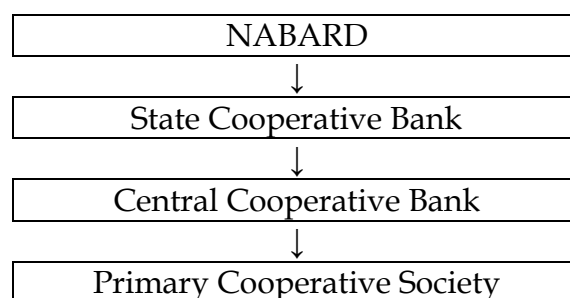 NABARD
↓
State Cooperative Bank
↓
Central Cooperative Bank
↓
Primary Cooperative Society